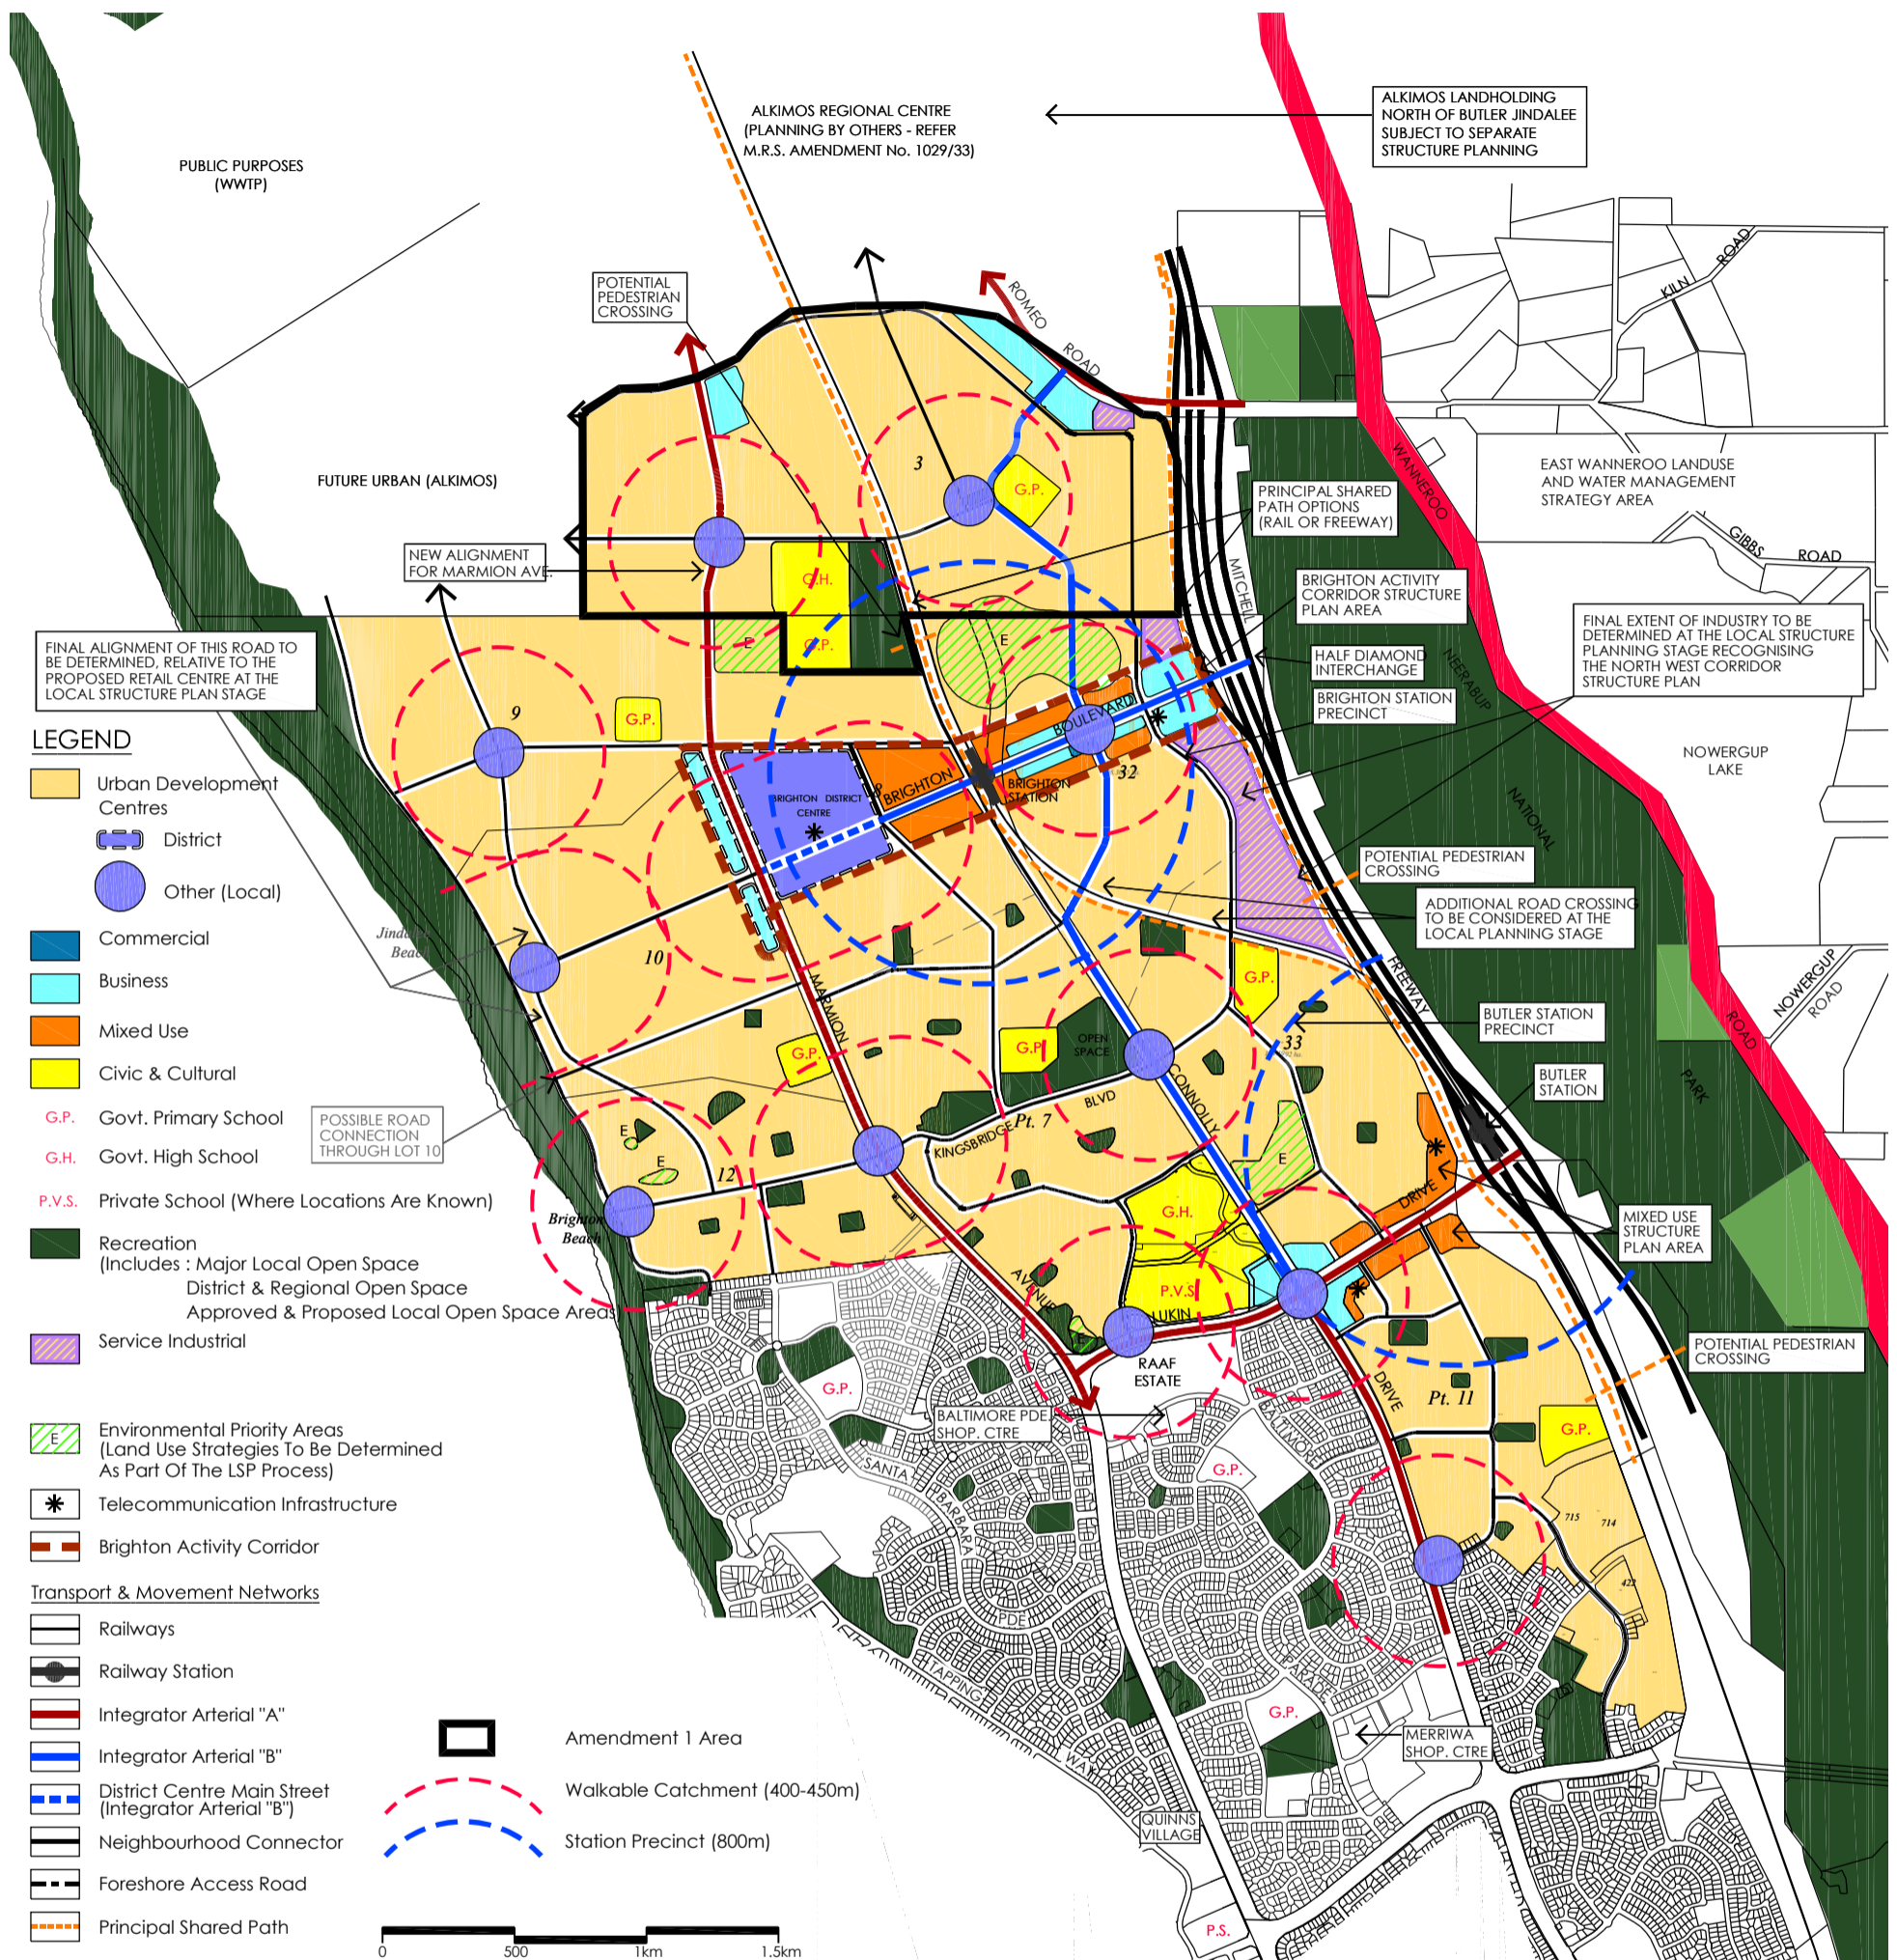 ALKIMOS REGIONAL CENTRE
(PLANNING BY OTHERS - REFER
M.R.S. AMENDMENT No. 1029/33)
ALKIMOS LANDHOLDING
NORTH OF BUTLER JINDALEE
SUBJECT TO SEPARATE
STRUCTURE PLANNING
PUBLIC PURPOSES
(WWTP)
POTENTIAL
PEDESTRIAN
CROSSING
ROMEO
ROAD
KILN
ROAD
3
FUTURE URBAN (ALKIMOS)
G.P.
PRINCIPAL SHARED
PATH OPTIONS
(RAIL OR FREEWAY)
WANNEROO
EAST WANNEROO LANDUSE
AND WATER MANAGEMENT
STRATEGY AREA
GIBBS
ROAD
NEW ALIGNMENT
FOR MARMION AVE.
G.H.
MITCHELL
BRIGHTON ACTIVITY
CORRIDOR STRUCTURE
PLAN AREA
FINAL EXTENT OF INDUSTRY TO BE
DETERMINED AT THE LOCAL STRUCTURE
PLANNING STAGE RECOGNISING
THE NORTH WEST CORRIDOR
STRUCTURE PLAN
FINAL ALIGNMENT OF THIS ROAD TO
BE DETERMINED, RELATIVE TO THE
PROPOSED RETAIL CENTRE AT THE
LOCAL STRUCTURE PLAN STAGE
E
G.P.
E
HALF DIAMOND
INTERCHANGE
NEERABUP
BRIGHTON STATION
PRECINCT
9
G.P.
BOULEVARD
NOWERGUP
LAKE
32
BRIGHTON DISTRICT
CENTRE
8
BRIGHTON
BRIGHTON
STATION
NATIONAL
POTENTIAL PEDESTRIAN
CROSSING
ADDITIONAL ROAD CROSSING
TO BE CONSIDERED AT THE
LOCAL PLANNING STAGE
Jindalee
Beach
10
MARMION
G.P.
FREEWAY
NOWERGUP
ROAD
BUTLER STATION
PRECINCT
ROAD
G.P.
G.P.
OPEN
SPACE
33
BUTLER
STATION
PARK
CONNOLLY
BLVD
KINGSBRIDGE
Pt. 7
E
E
E
12
Brighton
Beach
G.H.
DRIVE
MIXED USE
STRUCTURE
PLAN AREA
AVENUE
P.V.S.
LUKIN
E
RAAF
ESTATE
POTENTIAL PEDESTRIAN
CROSSING
DRIVE
Pt. 11
G.P.
BALTIMORE PDE.
SHOP. CTRE
BALTIMORE
G.P.
G.P.
SANTA
BARBARA
PDE
715
714
422
TAPPING
WAY
PARADE
G.P.
MERRIWA
SHOP. CTRE
QUINNS
VILLAGE
P.S.
LEGEND
Urban Development
Centres
District
Other (Local)
Commercial
Business
Mixed Use
Civic & Cultural
G.P. Govt. Primary School
G.H. Govt. High School
P.V.S. Private School (Where Locations Are Known)
POSSIBLE ROAD
CONNECTION
THROUGH LOT 10
Recreation
(Includes : Major Local Open Space
District & Regional Open Space
Approved & Proposed Local Open Space Areas
Service Industrial
E Environmental Priority Areas
(Land Use Strategies To Be Determined
As Part Of The LSP Process)
Telecommunication Infrastructure
Brighton Activity Corridor
Transport & Movement Networks
Railways
Railway Station
Integrator Arterial "A"
Integrator Arterial "B"
District Centre Main Street
(Integrator Arterial "B")
Neighbourhood Connector
Foreshore Access Road
Principal Shared Path
Amendment 1 Area
Walkable Catchment (400-450m)
Station Precinct (800m)
0 500 1km 1.5km